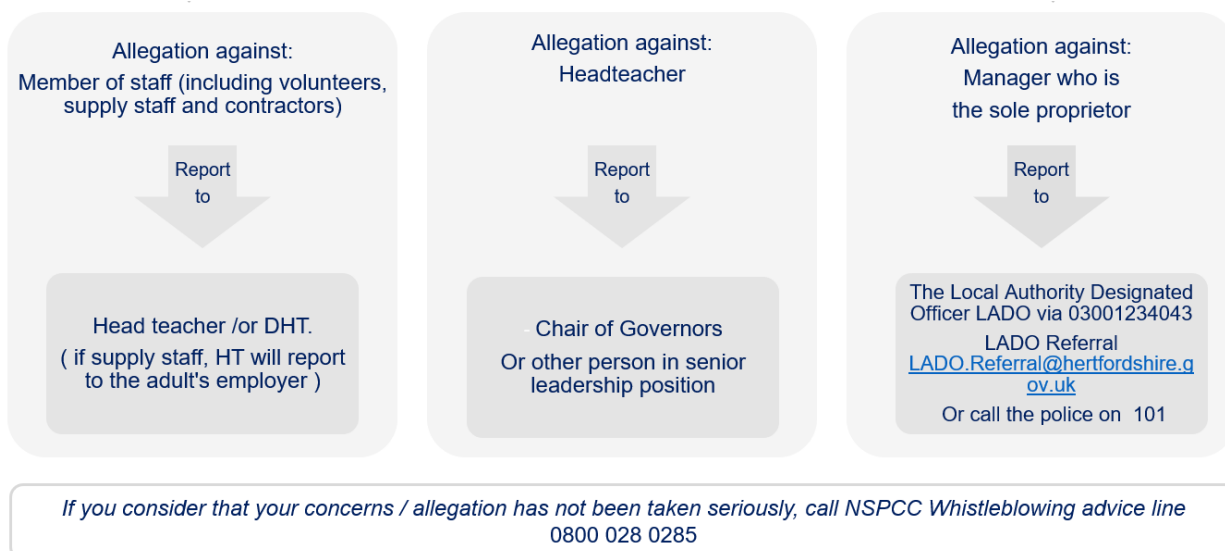 Allegation against:
Member of staff (including volunteers,
supply staff and contractors)
Report
to
Head teacher /or DHT.
( if supply staff, HT will report
to the adult's employer )
Allegation against:
Headteacher
Report
to
- Chair of Governors
Or other person in senior
leadership position
Allegation against:
Manager who is
the sole proprietor
Report
to
The Local Authority Designated
Officer LADO via 03001234043
LADO Referral
LADO.Referral@hertfordshire.g
ov.uk
Or call the police on  101
If you consider that your concerns / allegation has not been taken seriously, call NSPCC Whistleblowing advice line
0800 028 0285